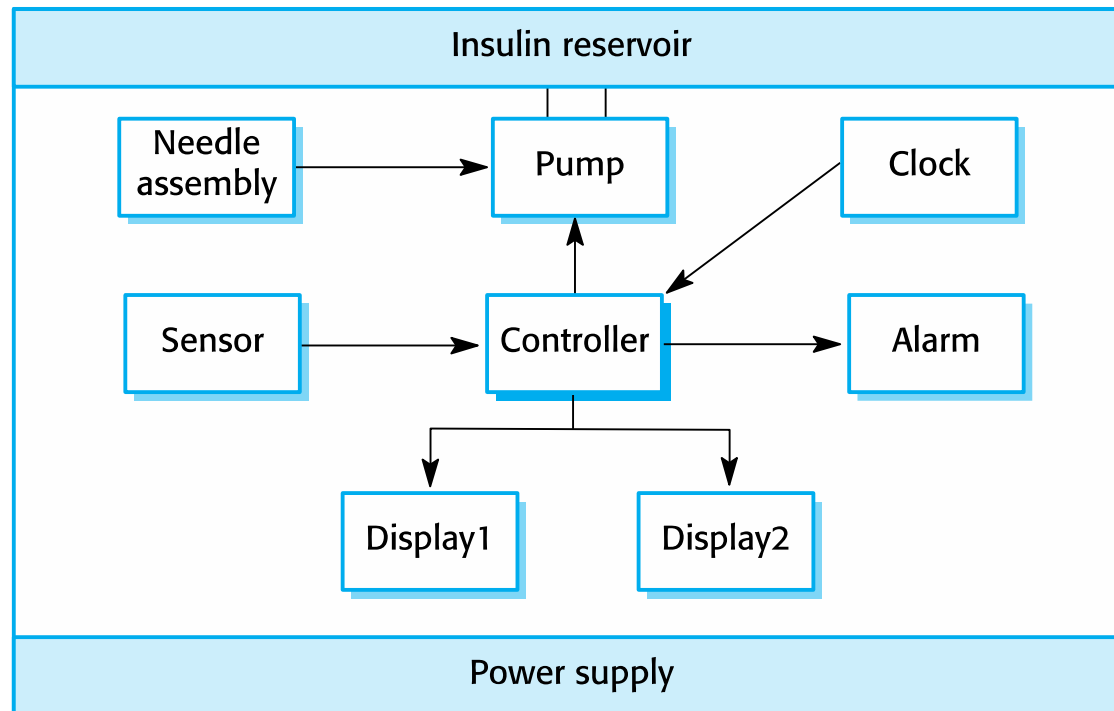 Insulin reservoir
Needle
assembly
Pump
Clock
Sensor
Controller
Alarm
Display1
Display2
Power supply